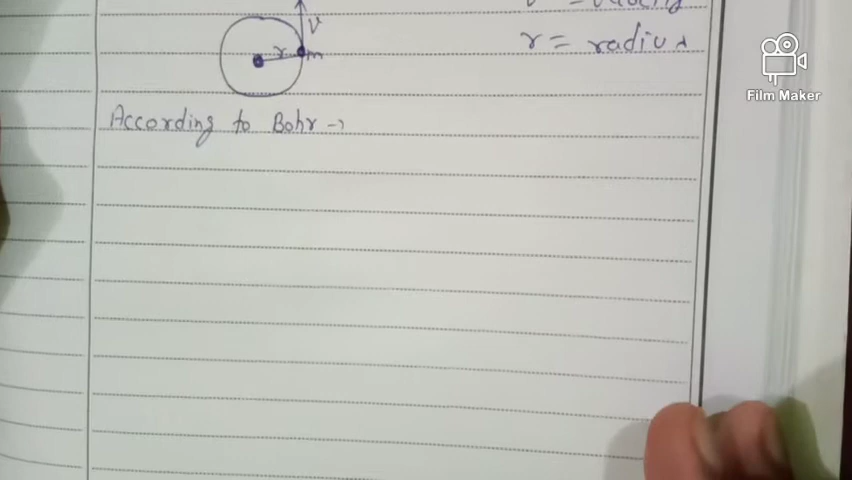 v
r
m
r = radius
Film Maker
According to Bohr →